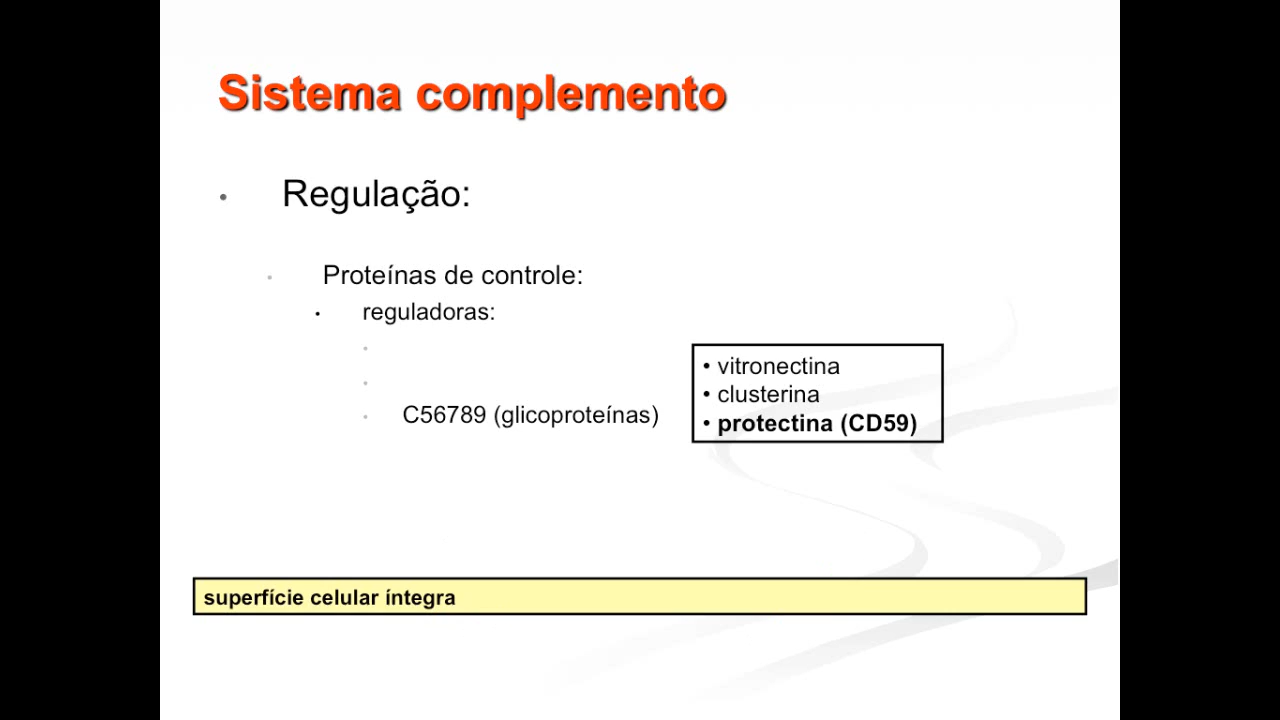 Sistema complemento
• Regulação:
• Proteínas de controle:
• reguladoras:
•
•
• C56789 (glicoproteínas)
• vitronectina
• clusterina
• protectina (CD59)
superfície celular íntegra